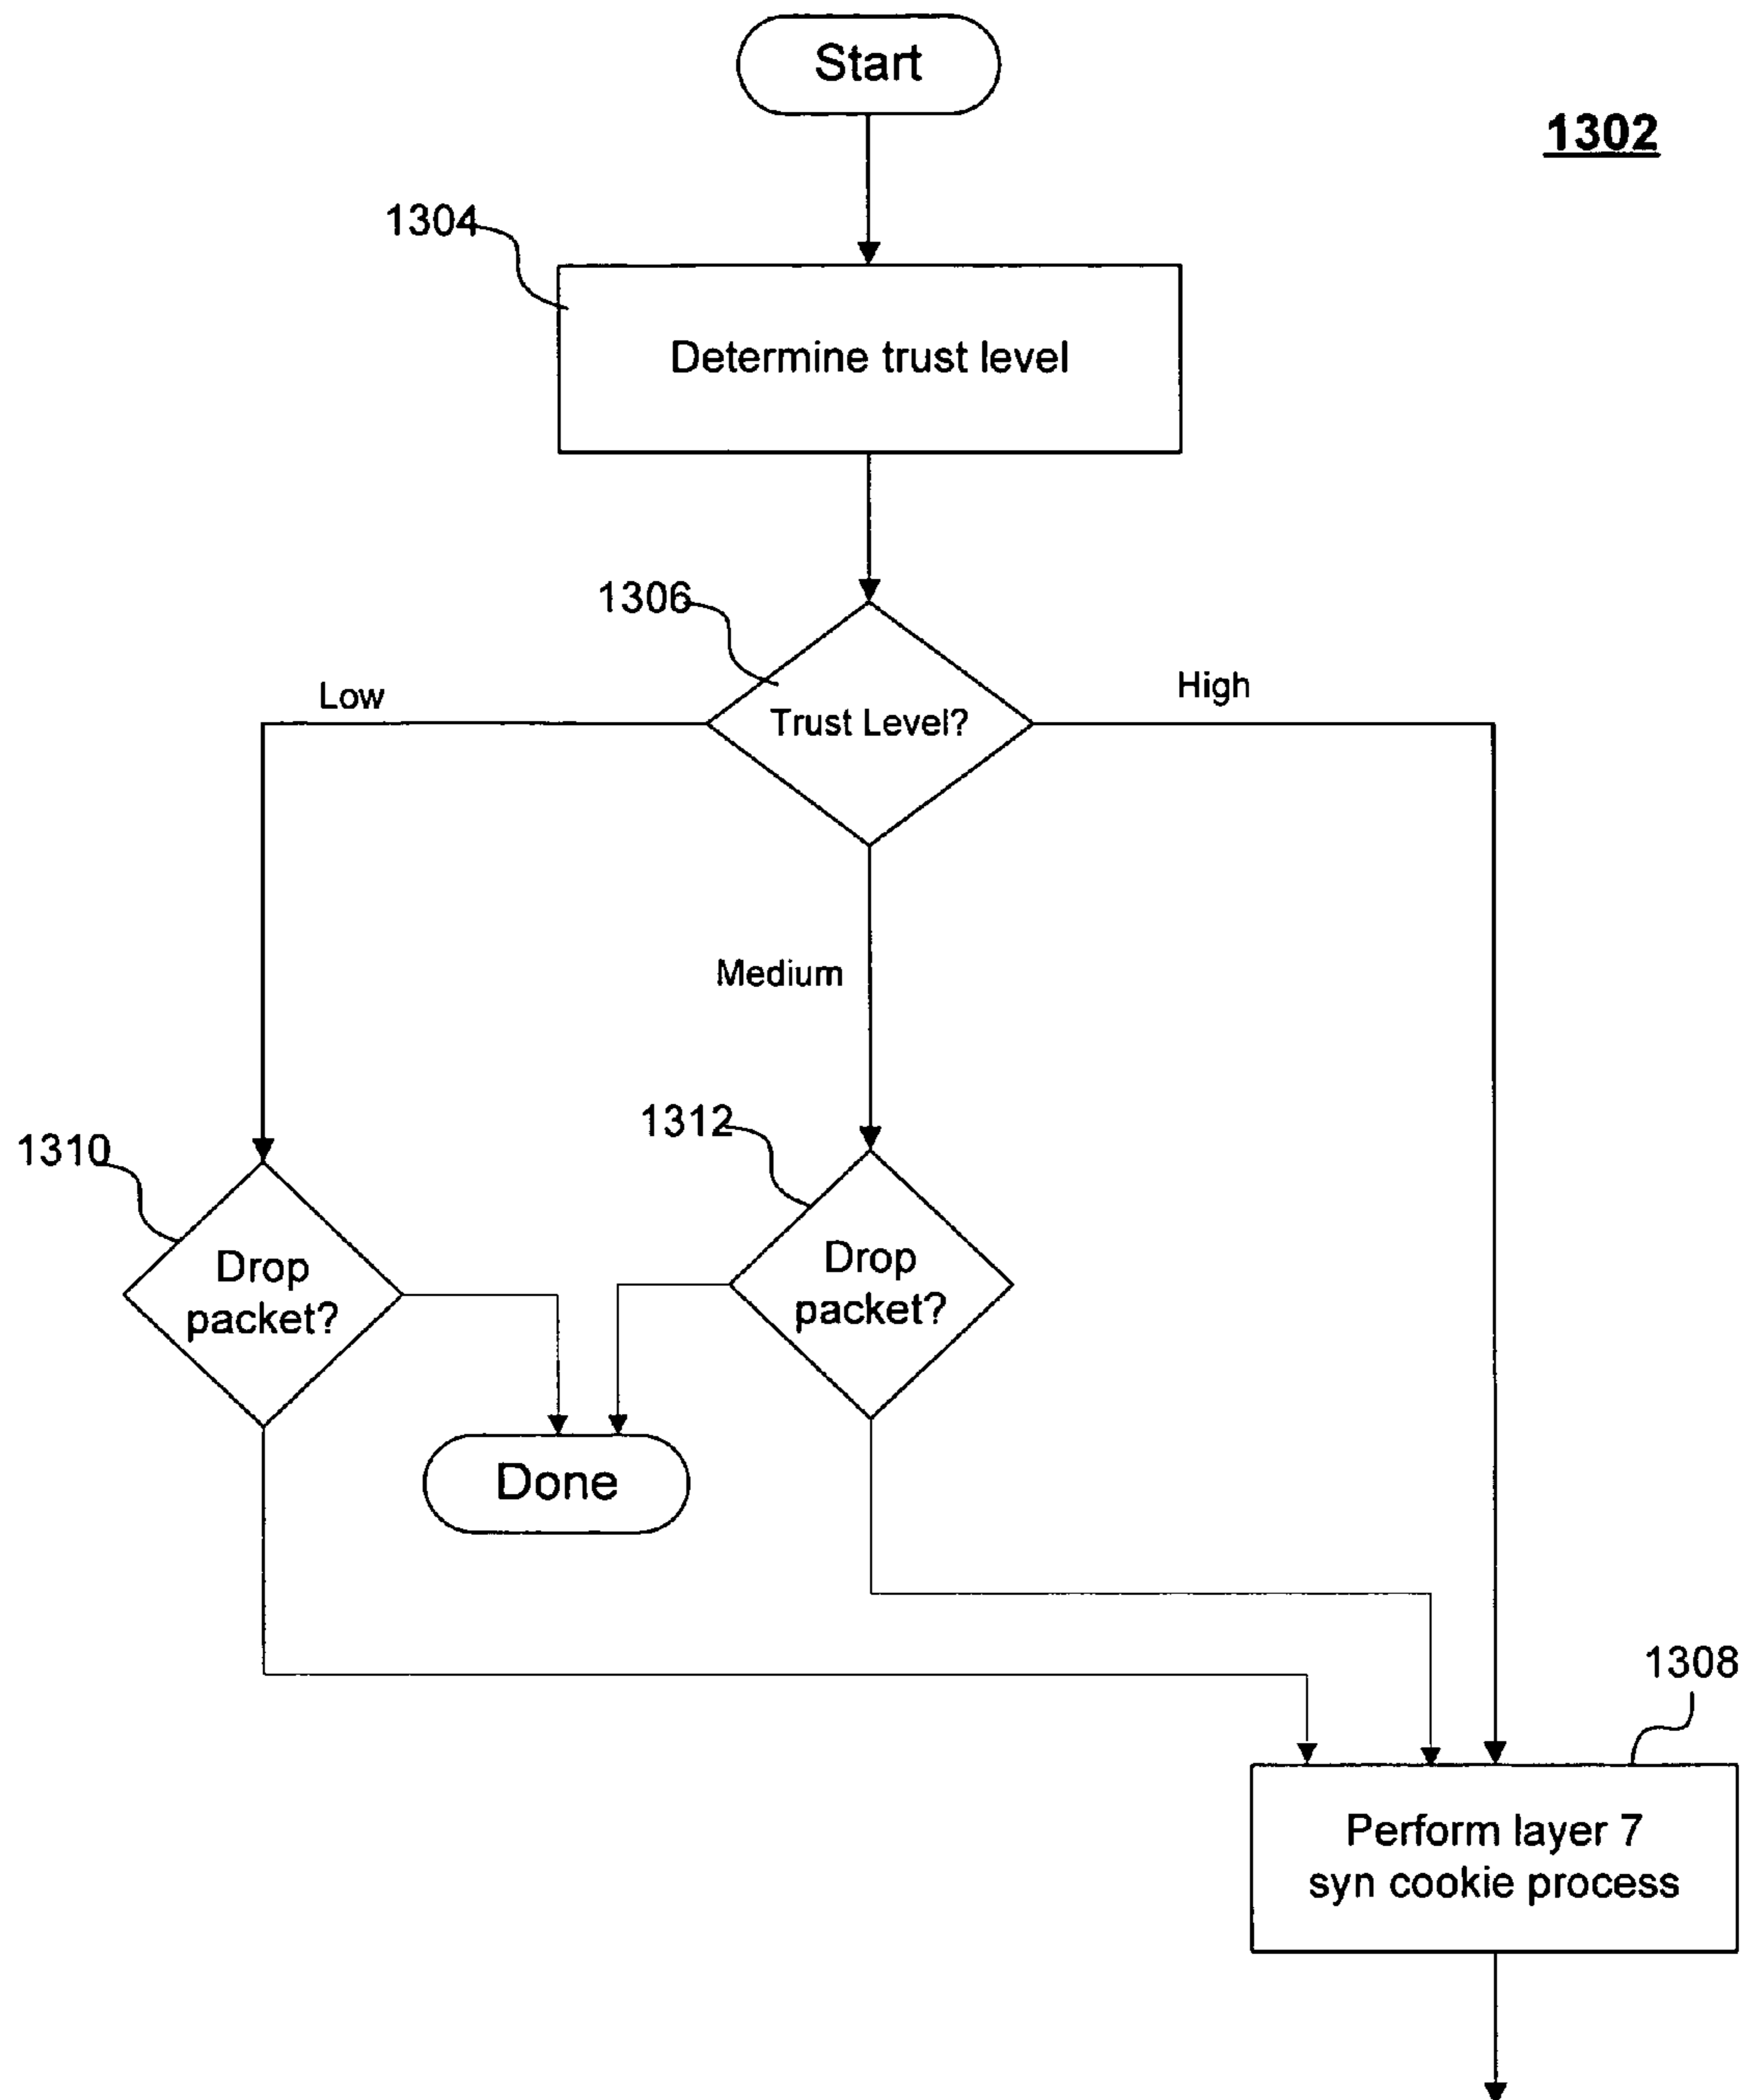 Start
1302
1304
Determine trust level
1306
Low
High
Trust Level?
Medium
1312
1310
Drop
packet?
Drop
packet?
Done
1308
Perform layer 7
syn cookie process